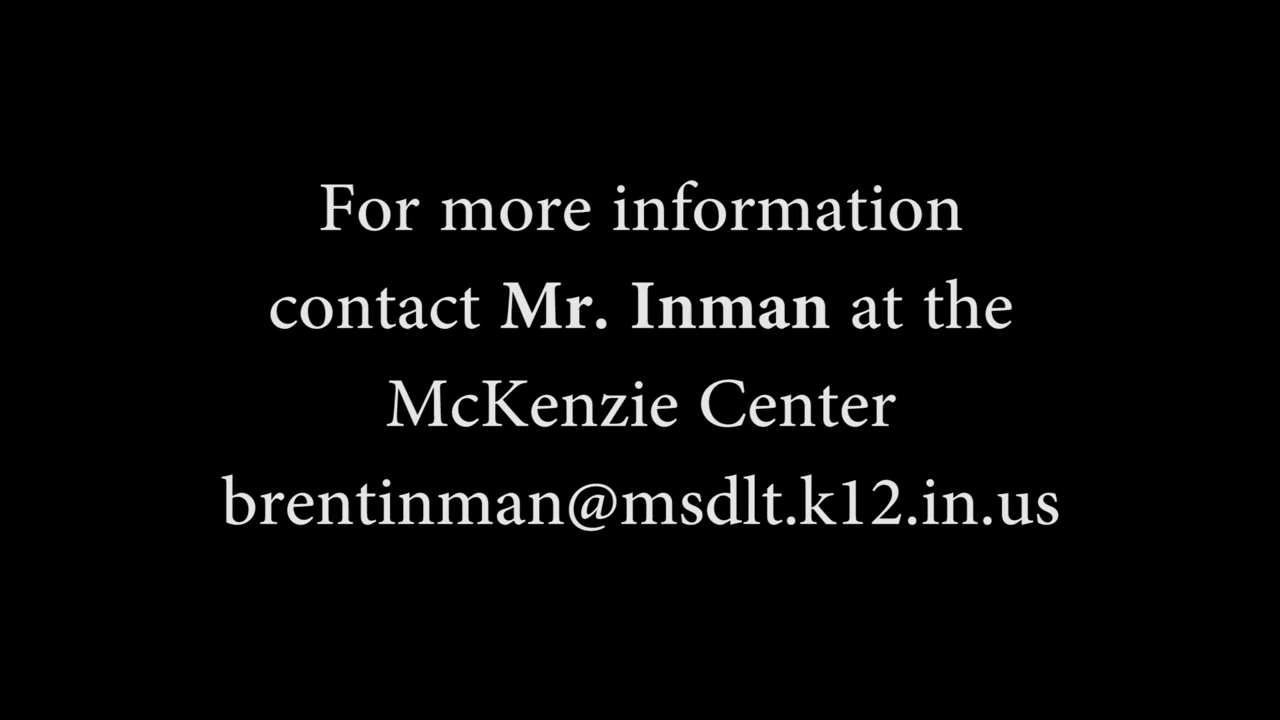 For more information
contact Mr. Inman at the
McKenzie Center
brentinman@msdlt.k12.in.us